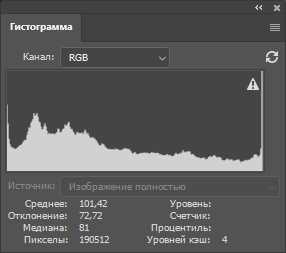 Гистограмма
Канал: RGB
Источник: Изображение полностью
Среднее: 101,42 Уровень:
Отклонение: 72,72 Счетчик:
Медиана: 81 Процентиль:
Пикселы: 190512 Уровней кэш: 4